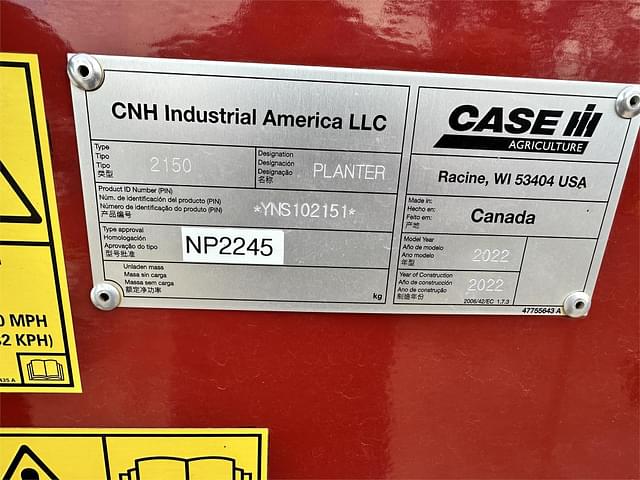 CNH Industrial America LLC
Type
Tipo
Tipo
类型
2150
Designation
Designación
Designação
名称
PLANTER
Product ID Number (PIN)
Núm. de identificación del producto (PIN)
Número de identificação do produto (PIN)
产品编号
*YNS102151*
Type approval
Homologación
Aprovação do tipo
型号批准
NP2245
Unladen mass
Masa sin carga
Massa sem carga
额定净功率
kg
CASE IH
AGRICULTURE
Racine, WI 53404 USA
Made in:
Hecho en:
Feito em:
产地
Canada
Model Year
Año de modelo
Ano modelo
年型
2022
Year of Construction
Año de construcción
Ano de construção
制造年份
2022
2006/42/EC 1.7.3
47755643 A
0 MPH
2 KPH)